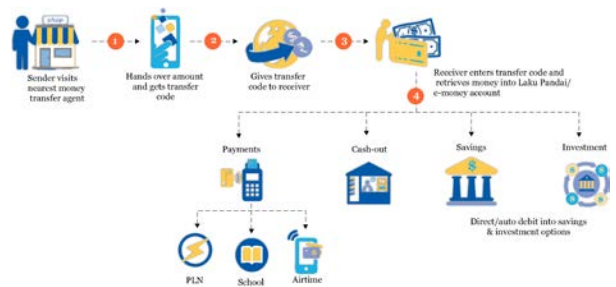 shop
1
2
3
Sender visits
nearest money
transfer agent
Hands over amount
and gets transfer
code
Gives transfer
code to receiver
Receiver enters transfer code and
retrieves money into Laku Pandai/
e-money account
4
Payments
Cash-out
Savings
Investment
Direct/auto debit into savings
& investment options
PLN
School
Airtime